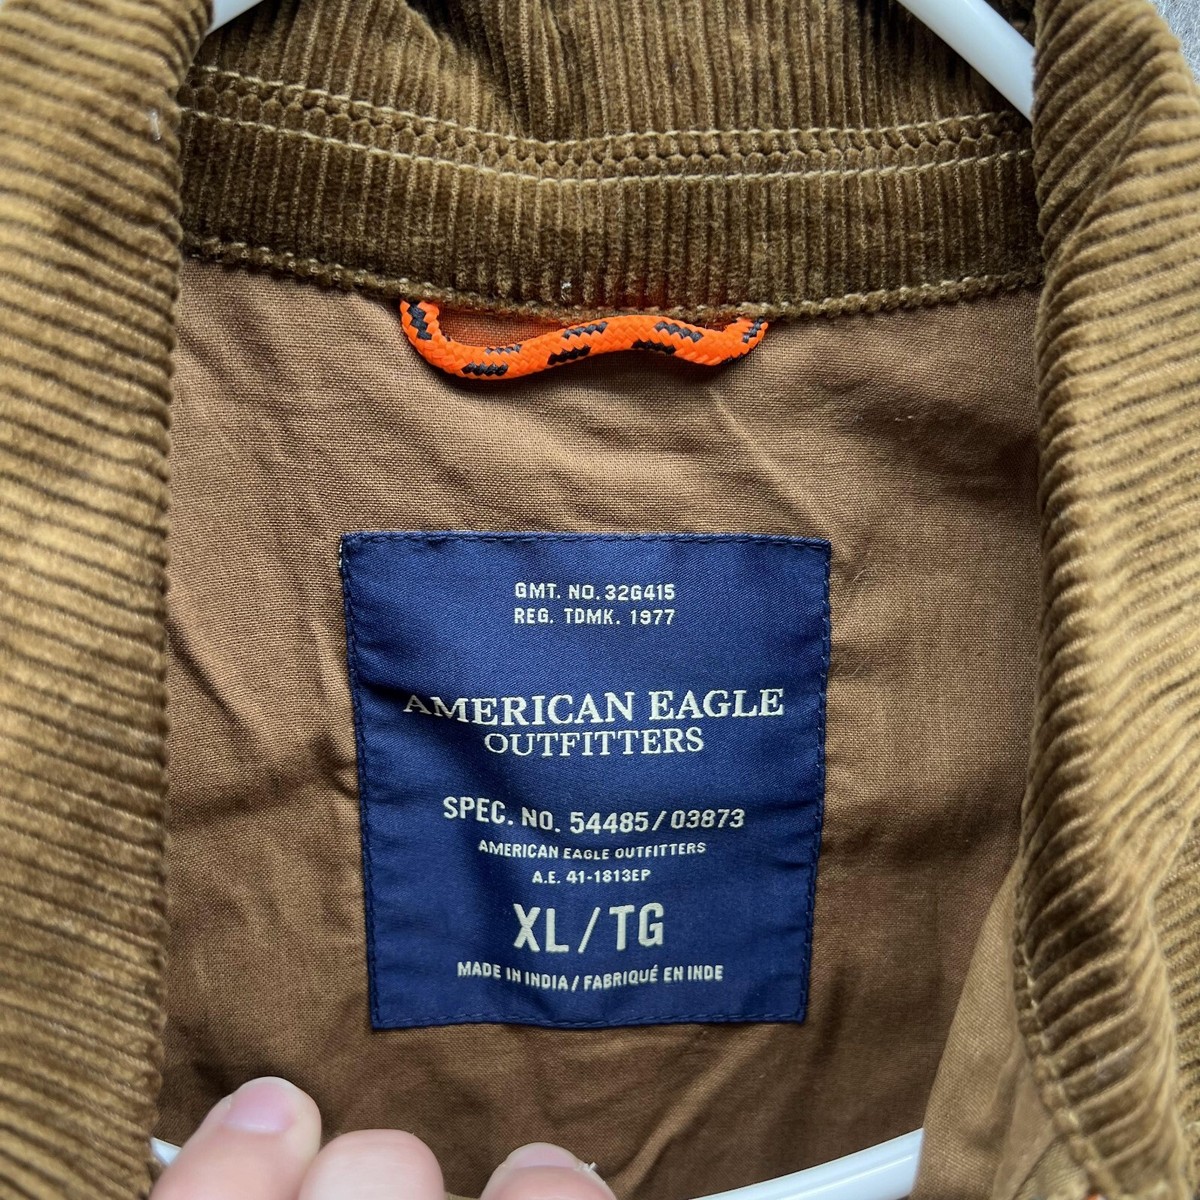 GMT. NO. 32G415
REG. TDMK. 1977
AMERICAN EAGLE
OUTFITTERS
SPEC. NO. 54485/03873
AMERICAN EAGLE OUTFITTERS
A.E. 41-1813EP
XL/TG
MADE IN INDIA/FABRIQUÉ EN INDE